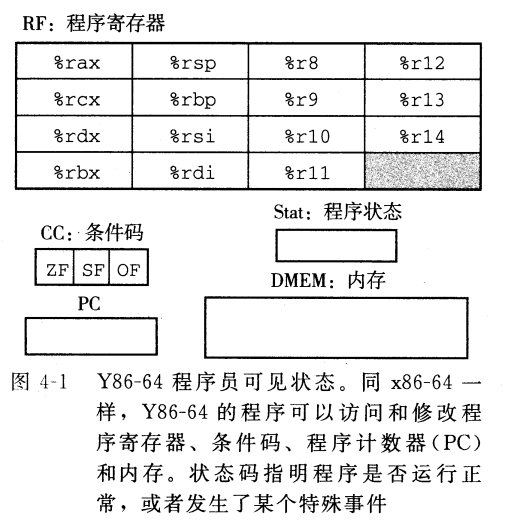 RF：程序寄存器
%rax %rsp %r8 %r12
%rcx %rbp %r9 %r13
%rdx %rsi %r10 %r14
%rbx %rdi %r11
Stat：程序状态
CC：条件码
ZF SF OF
DMEM：内存
PC
图 4-1 Y86-64 程序员可见状态。同 x86-64 一
样，Y86-64 的程序可以访问和修改程
序寄存器、条件码、程序计数器(PC)
和内存。状态码指明程序是否运行正
常，或者发生了某个特殊事件